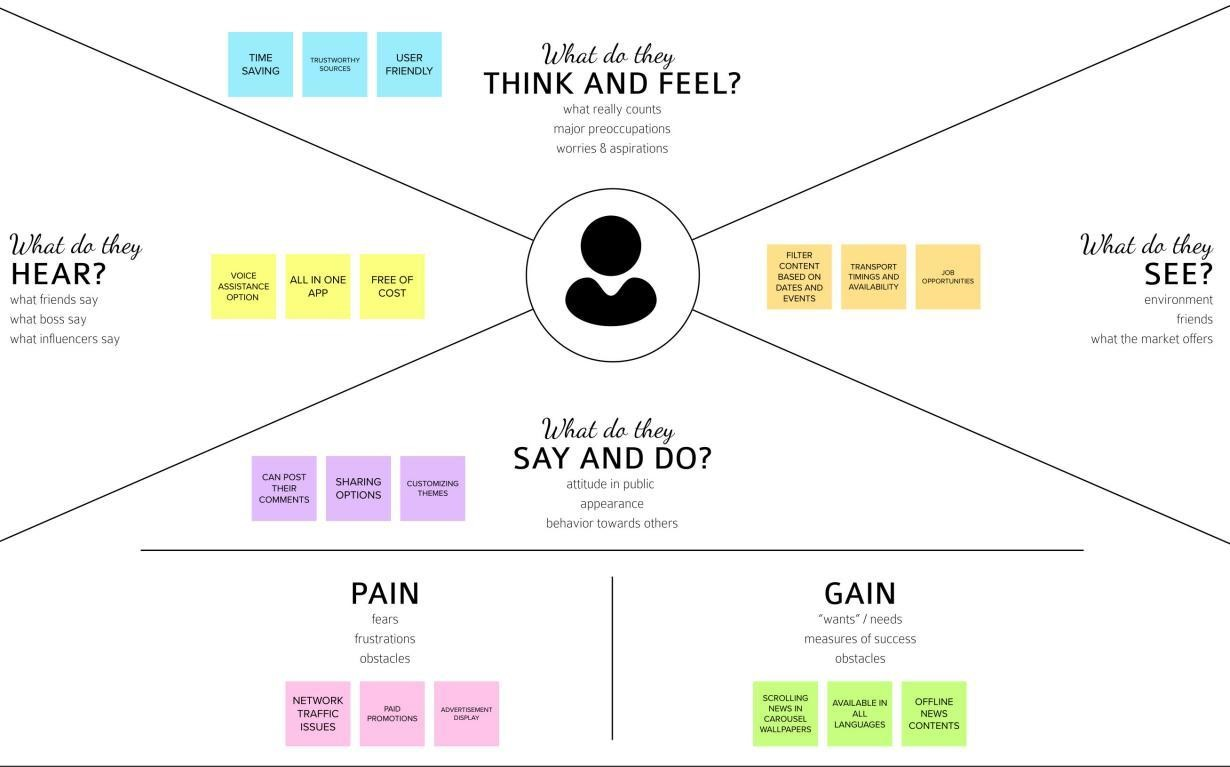 TIME
SAVING
TRUSTWORTHY
SOURCES
USER
FRIENDLY
What do they
THINK AND FEEL?
what really counts
major preoccupations
worries & aspirations
What do they
HEAR?
what friends say
what boss say
what influencers say
VOICE
ASSISTANCE
OPTION
ALL IN ONE
APP
FREE OF
COST
FILTER
CONTENT
BASED ON
DATES AND
EVENTS
TRANSPORT
TIMINGS AND
AVAILABILITY
JOB
OPPORTUNITIES
What do they
SEE?
environment
friends
what the market offers
What do they
SAY AND DO?
attitude in public
appearance
behavior towards others
CAN POST
THEIR
COMMENTS
SHARING
OPTIONS
CUSTOMIZING
THEMES
PAIN
fears
frustrations
obstacles
NETWORK
TRAFFIC
ISSUES
PAID
PROMOTIONS
ADVERTISEMENT
DISPLAY
GAIN
“wants” / needs
measures of success
obstacles
SCROLLING
NEWS IN
CAROUSEL
WALLPAPERS
AVAILABLE IN
ALL
LANGUAGES
OFFLINE
NEWS
CONTENTS